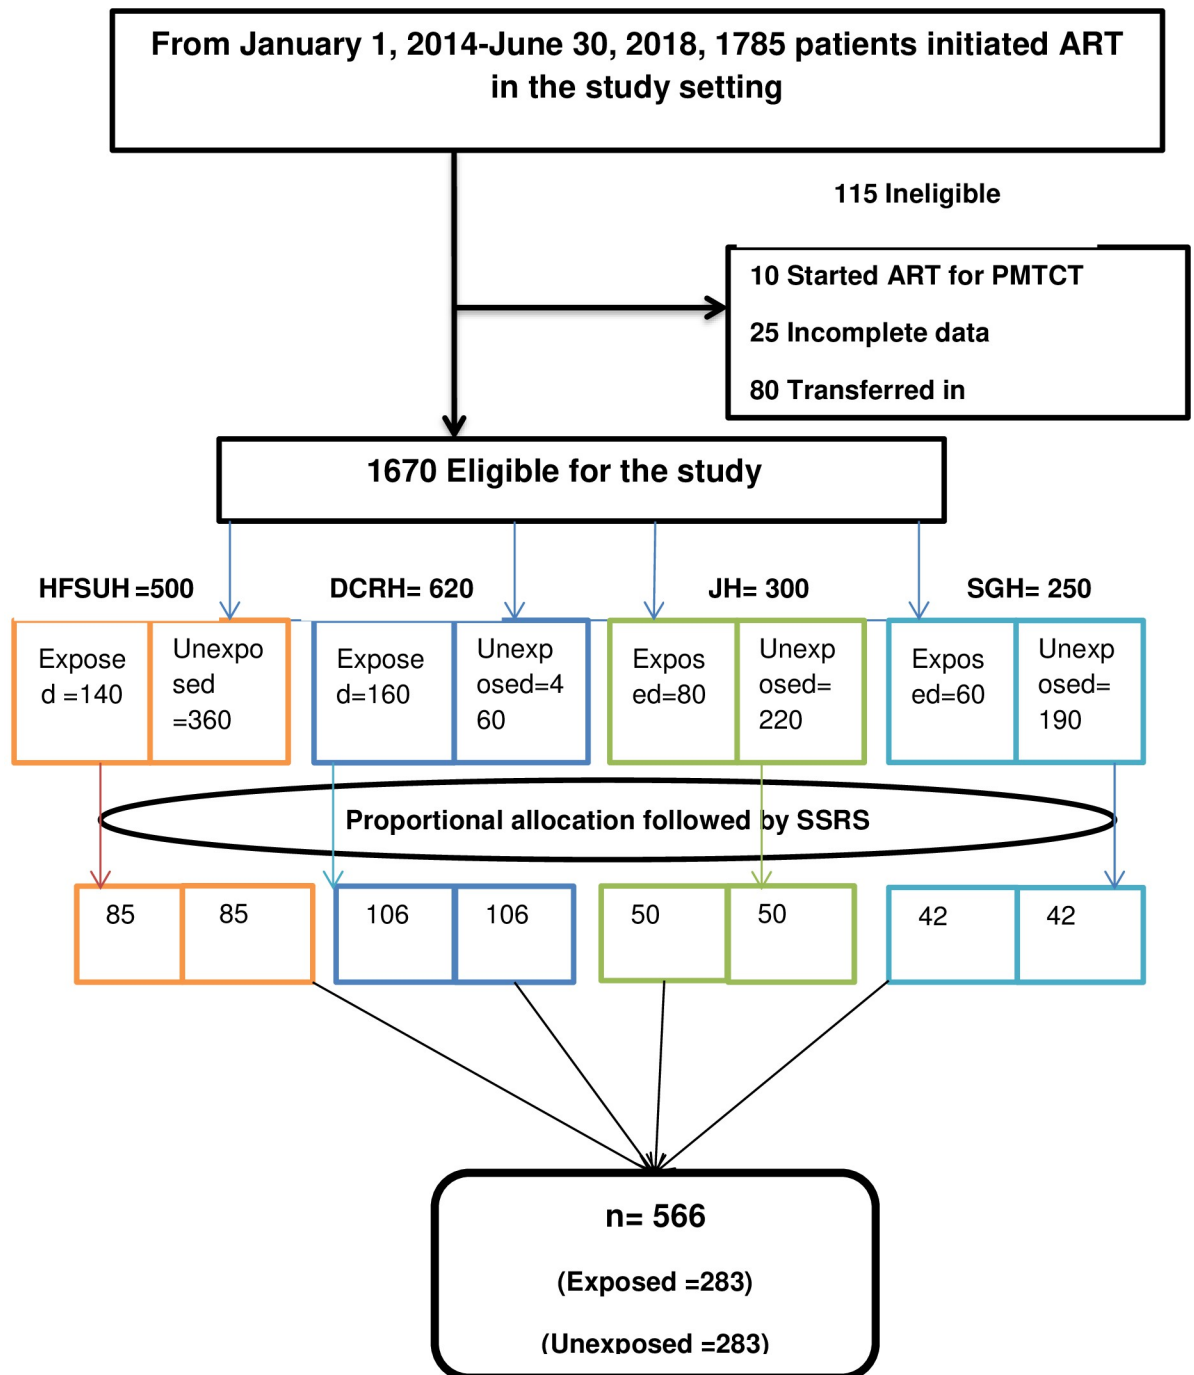 From January 1, 2014-June 30, 2018, 1785 patients initiated ART
in the study setting
115 Ineligible
10 Started ART for PMTCT
25 Incomplete data
80 Transferred in
1670 Eligible for the study
HFSUH =500
DCRH= 620
JH= 300
SGH= 250
Expose
d =140
Unexpo
sed
=360
Expose
d=160
Unexp
osed=4
60
Expos
ed=80
Unexp
osed=
220
Expos
ed=60
Unexp
osed=
190
Proportional allocation followed by SSRS
85
85
106
106
50
50
42
42
n= 566
(Exposed =283)
(Unexposed =283)